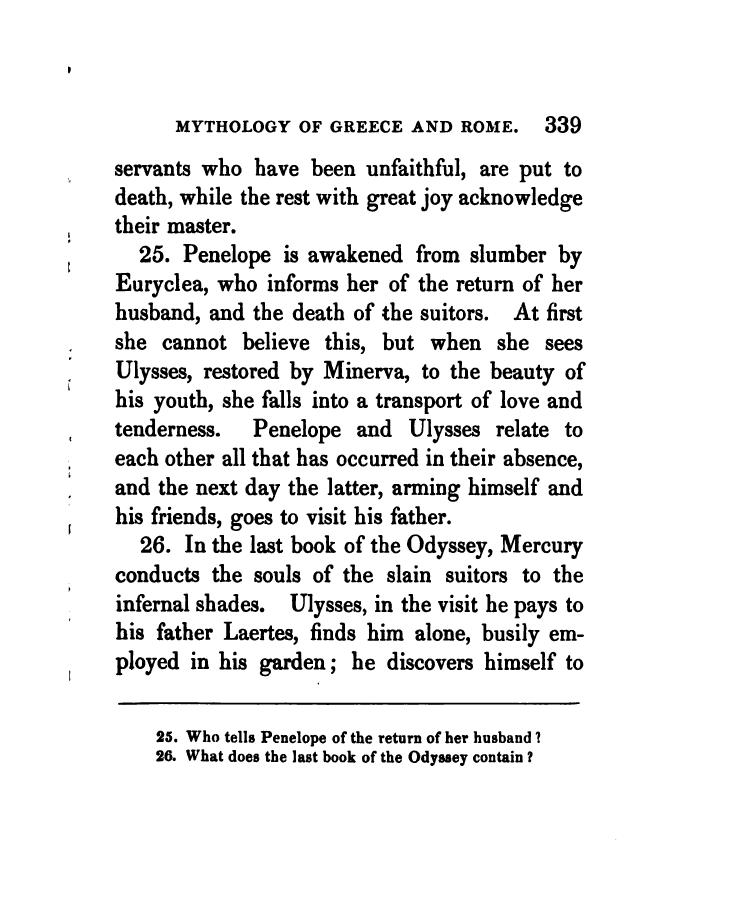 MYTHOLOGY OF GREECE AND ROME. 339
servants who have been unfaithful, are put to
death, while the rest with great joy acknowledge
their master.
25. Penelope is awakened from slumber by
Euryclea, who informs her of the return of her
husband, and the death of the suitors. At first
she cannot believe this, but when she sees
Ulysses, restored by Minerva, to the beauty of
his youth, she falls into a transport of love and
tenderness. Penelope and Ulysses relate to
each other all that has occurred in their absence,
and the next day the latter, arming himself and
his friends, goes to visit his father.
26. In the last book of the Odyssey, Mercury
conducts the souls of the slain suitors to the
infernal shades. Ulysses, in the visit he pays to
his father Laertes, finds him alone, busily em-
ployed in his garden; he discovers himself to
25. Who tells Penelope of the return of her husband?
26. What does the last book of the Odyssey contain?